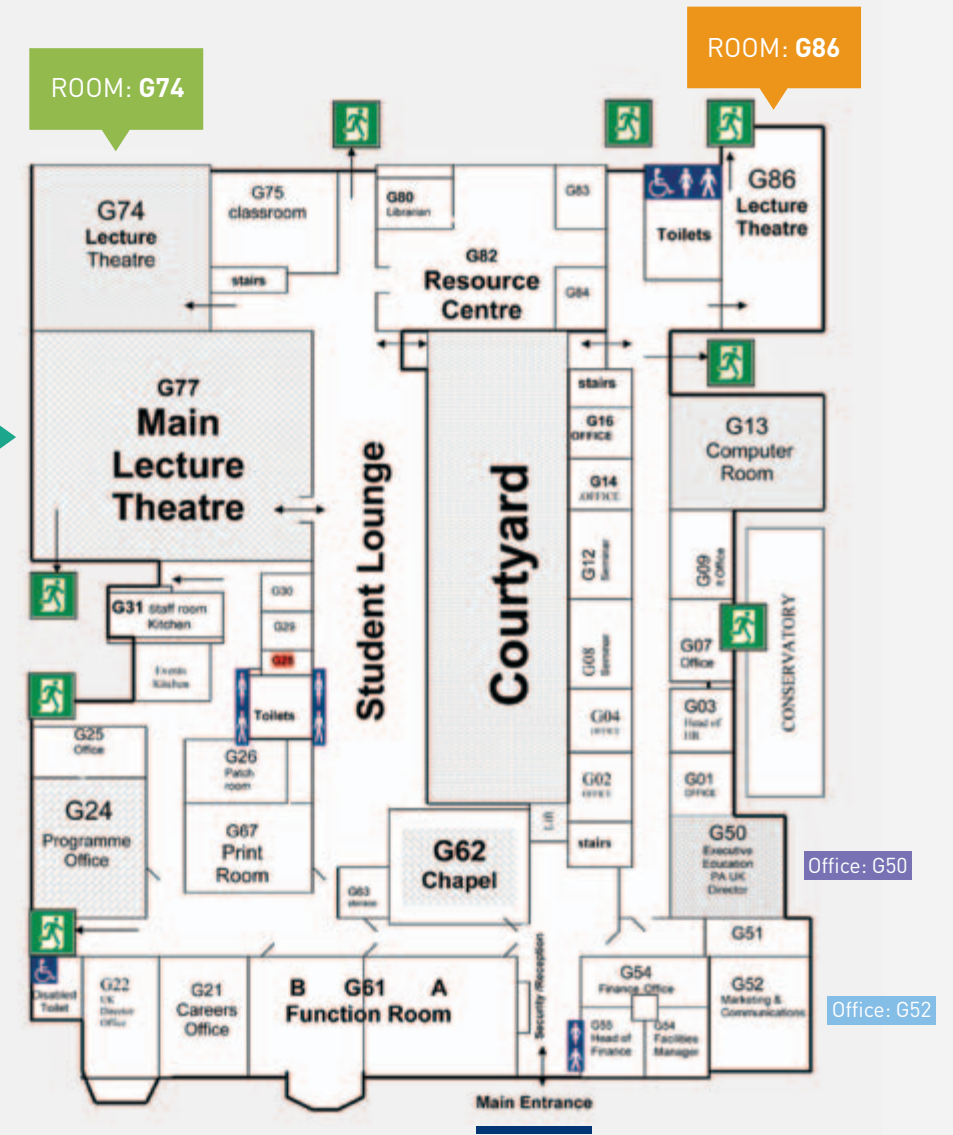 ROOM: G74
ROOM: G86
G74
Lecture
Theatre
G75
classroom
stairs
G80
Librarian
G83
G82
Resource
Centre
G84
Toilets
G86
Lecture
Theatre
G77
Main
Lecture
Theatre
Student Lounge
Courtyard
stairs
G16
OFFICE
G14
OFFICE
G12
Seminar
G08
Seminar
G04
OFFICE
G02
OFFICE
Lift
stairs
G13
Computer
Room
G09
It Office
G07
Office
G03
Head of
HR
G01
OFFICE
CONSERVATORY
G50
Executive
Education
PA UK
Director
Office: G50
G30
G29
G28
G31 Staff room
Kitchen
Events
Kitchen
Toilets
G25
Office
G24
Programme
Office
G26
Patch
room
G67
Print
Room
G62
Chapel
G63
storage
Disabled
Toilet
G22
UK
Director
Office
G21
Careers
Office
B G61 A
Function Room
Security /Reception
G54
Finance Office
G55
Head of
Finance
G54
Facilities
Manager
G51
G52
Marketing &
Communications
Office: G52
Main Entrance